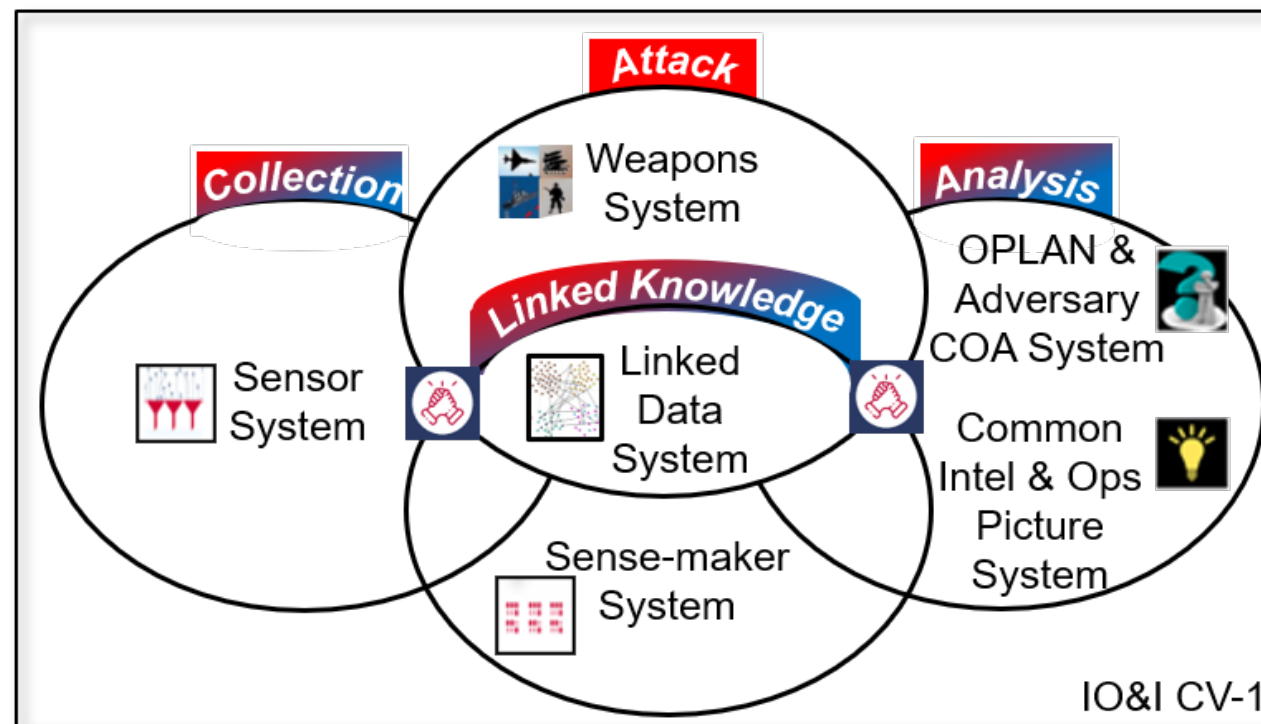 Attack
Collection
Analysis
Weapons
System
OPLAN &
Adversary
COA System
Linked Knowledge
Sensor
System
Linked
Data
System
Common
Intel & Ops
Picture
System
Sense-maker
System
IO&I CV-1